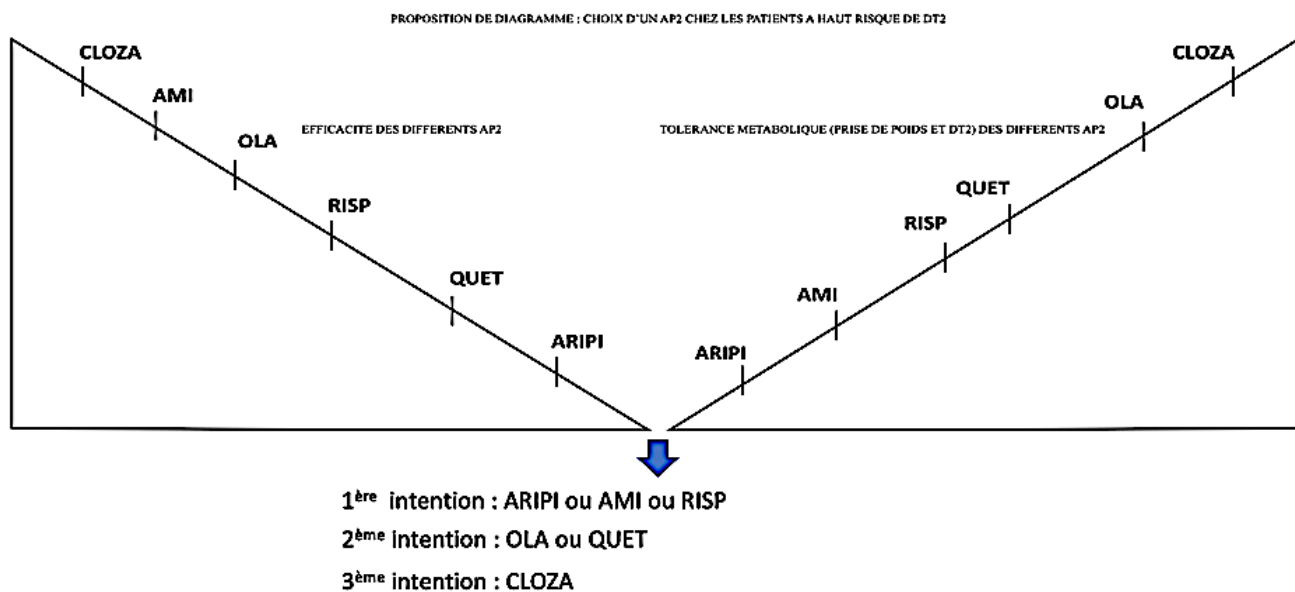 PROPOSITION DE DIAGRAMME : CHOIX D'UN AP2 CHEZ LES PATIENTS A HAUT RISQUE DE DT2
CLOZA
AMI
OLA
RISP
QUET
ARIPI
EFFICACITE DES DIFFERENTS AP2
TOLERANCE METABOLIQUE (PRISE DE POIDS ET DT2) DES DIFFERENTS AP2
CLOZA
OLA
QUET
RISP
AMI
ARIPI
1ère intention : ARIPI ou AMI ou RISP
2ème intention : OLA ou QUET
3ème intention : CLOZA